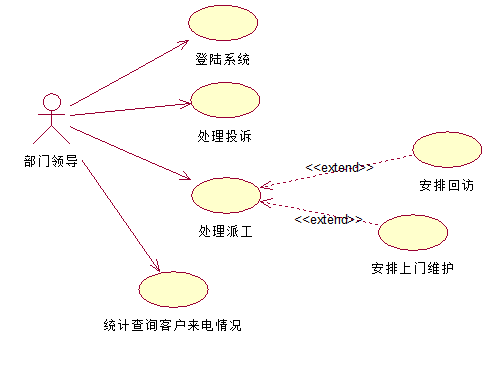 登陆系统
处理投诉
部门领导
<<extend>>
安排回访
处理派工
<<extend>>
安排上门维护
统计查询客户来电情况